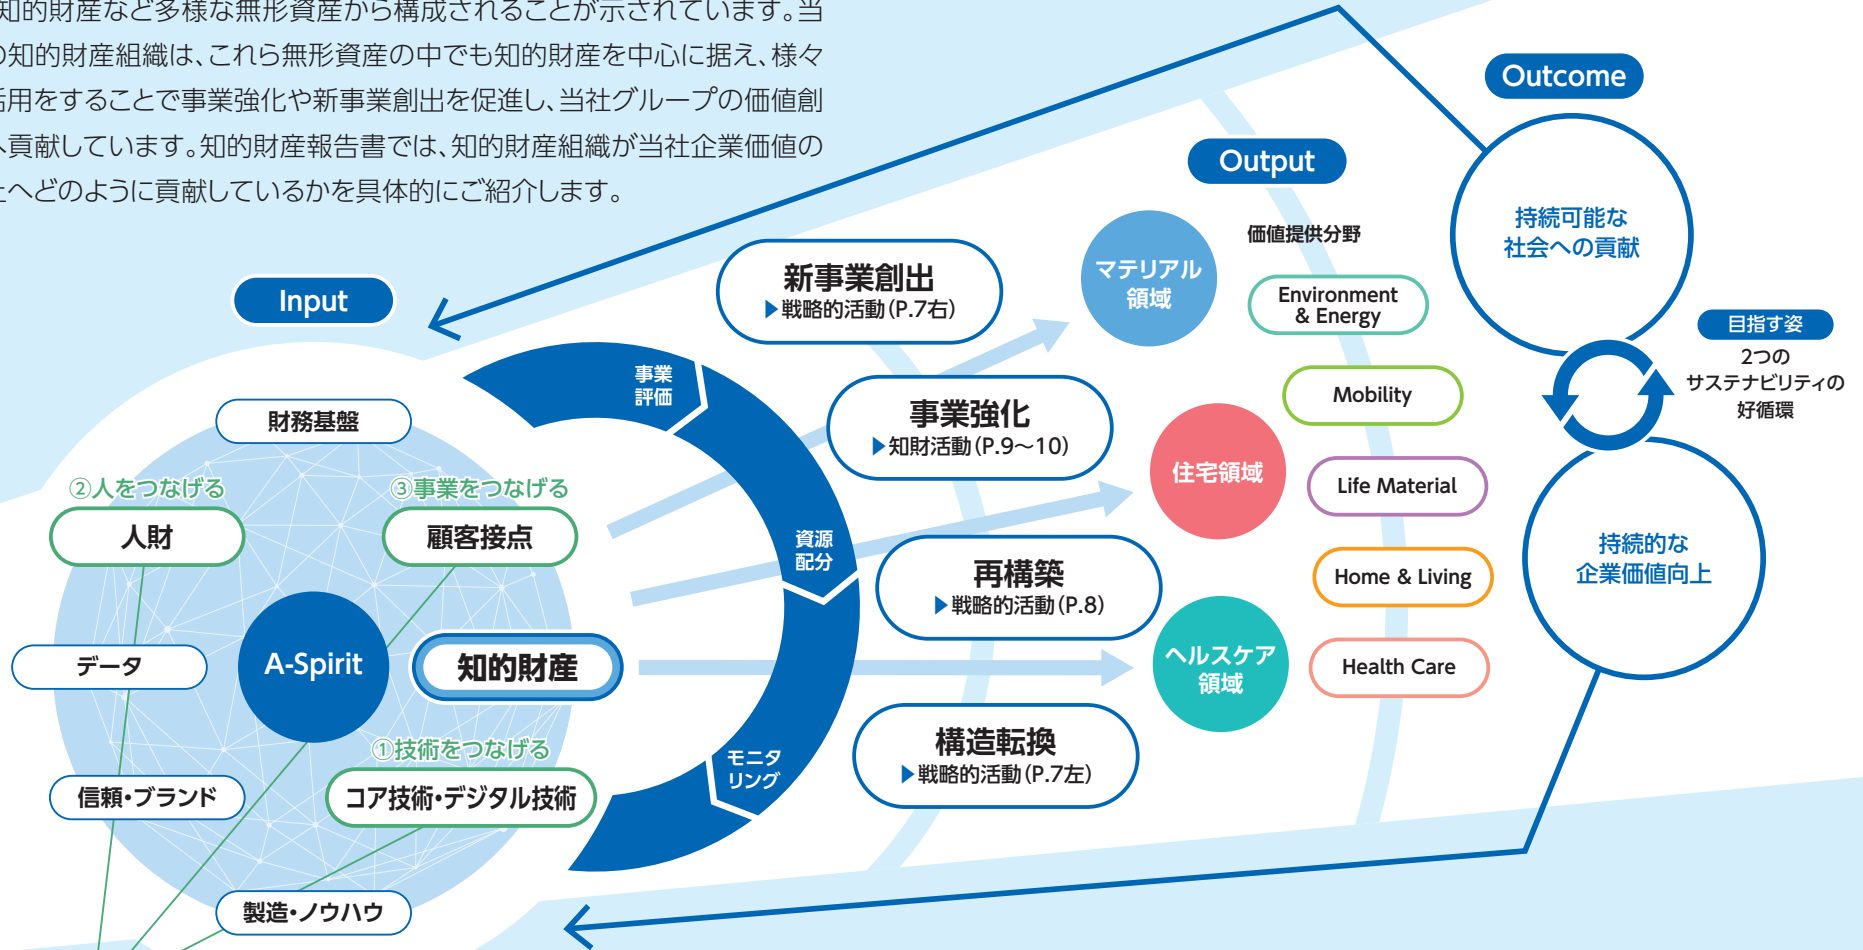 知的財産など多様な無形資産から構成されることが示されています。当
の知的財産組織は、これら無形資産の中でも知的財産を中心に据え、様々
活用をすることで事業強化や新事業創出を促進し、当社グループの価値創
へ貢献しています。知的財産報告書では、知的財産組織が当社企業価値の
上へどのように貢献しているかを具体的にご紹介します。
Input
財務基盤
②人をつなげる
人財
③事業をつなげる
顧客接点
データ
A-Spirit
知的財産
①技術をつなげる
信頼・ブランド
コア技術・デジタル技術
製造・ノウハウ
事業
評価
資源
配分
モニタ
リング
新事業創出
▶戦略的活動(P.7右)
事業強化
▶知財活動(P.9～10)
再構築
▶戦略的活動(P.8)
構造転換
▶戦略的活動(P.7左)
Output
マテリアル
領域
住宅領域
ヘルスケア
領域
価値提供分野
Environment
& Energy
Mobility
Life Material
Home & Living
Health Care
Outcome
持続可能な
社会への貢献
目指す姿
2つの
サステナビリティの
好循環
持続的な
企業価値向上